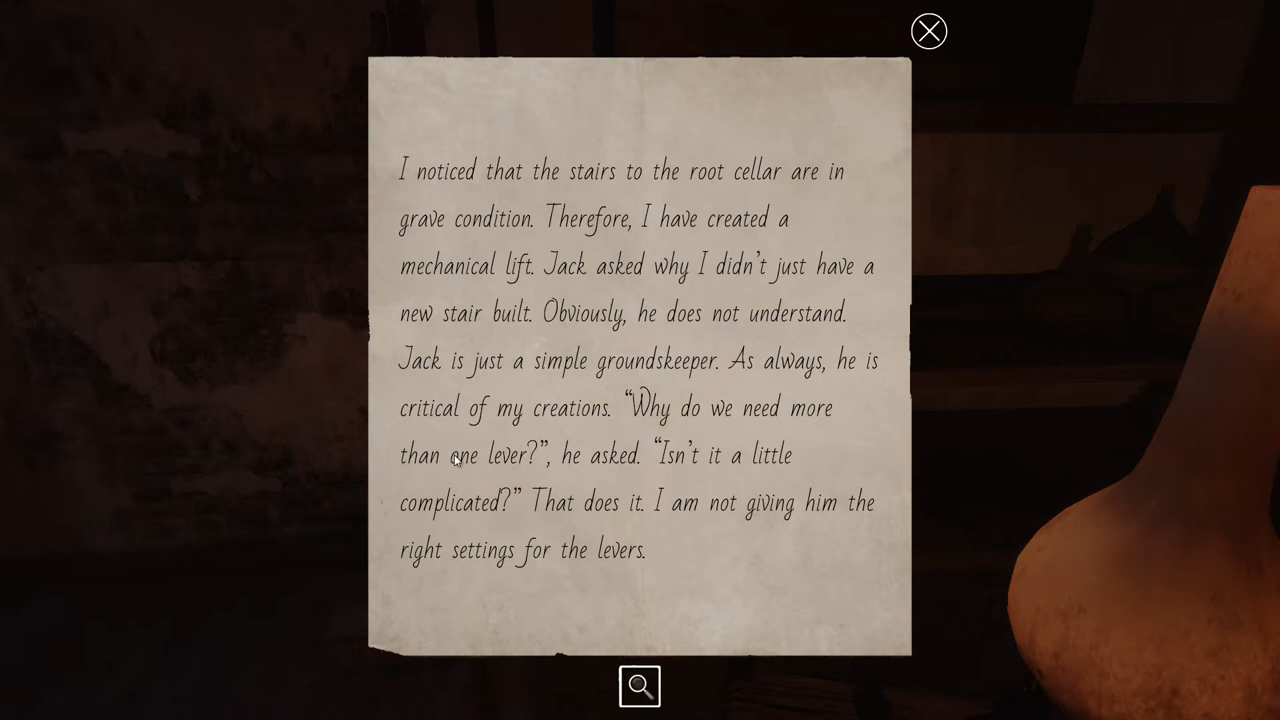 I noticed that the stairs to the root cellar are in
grave condition. Therefore, I have created a
mechanical lift. Jack asked why I didn't just have a
new stair built. Obviously, he does not understand.
Jack is just a simple groundskeeper. As always, he is
critical of my creations. “Why do we need more
than one lever?”, he asked. “Isn't it a little
complicated?” That does it. I am not giving him the
right settings for the levers.